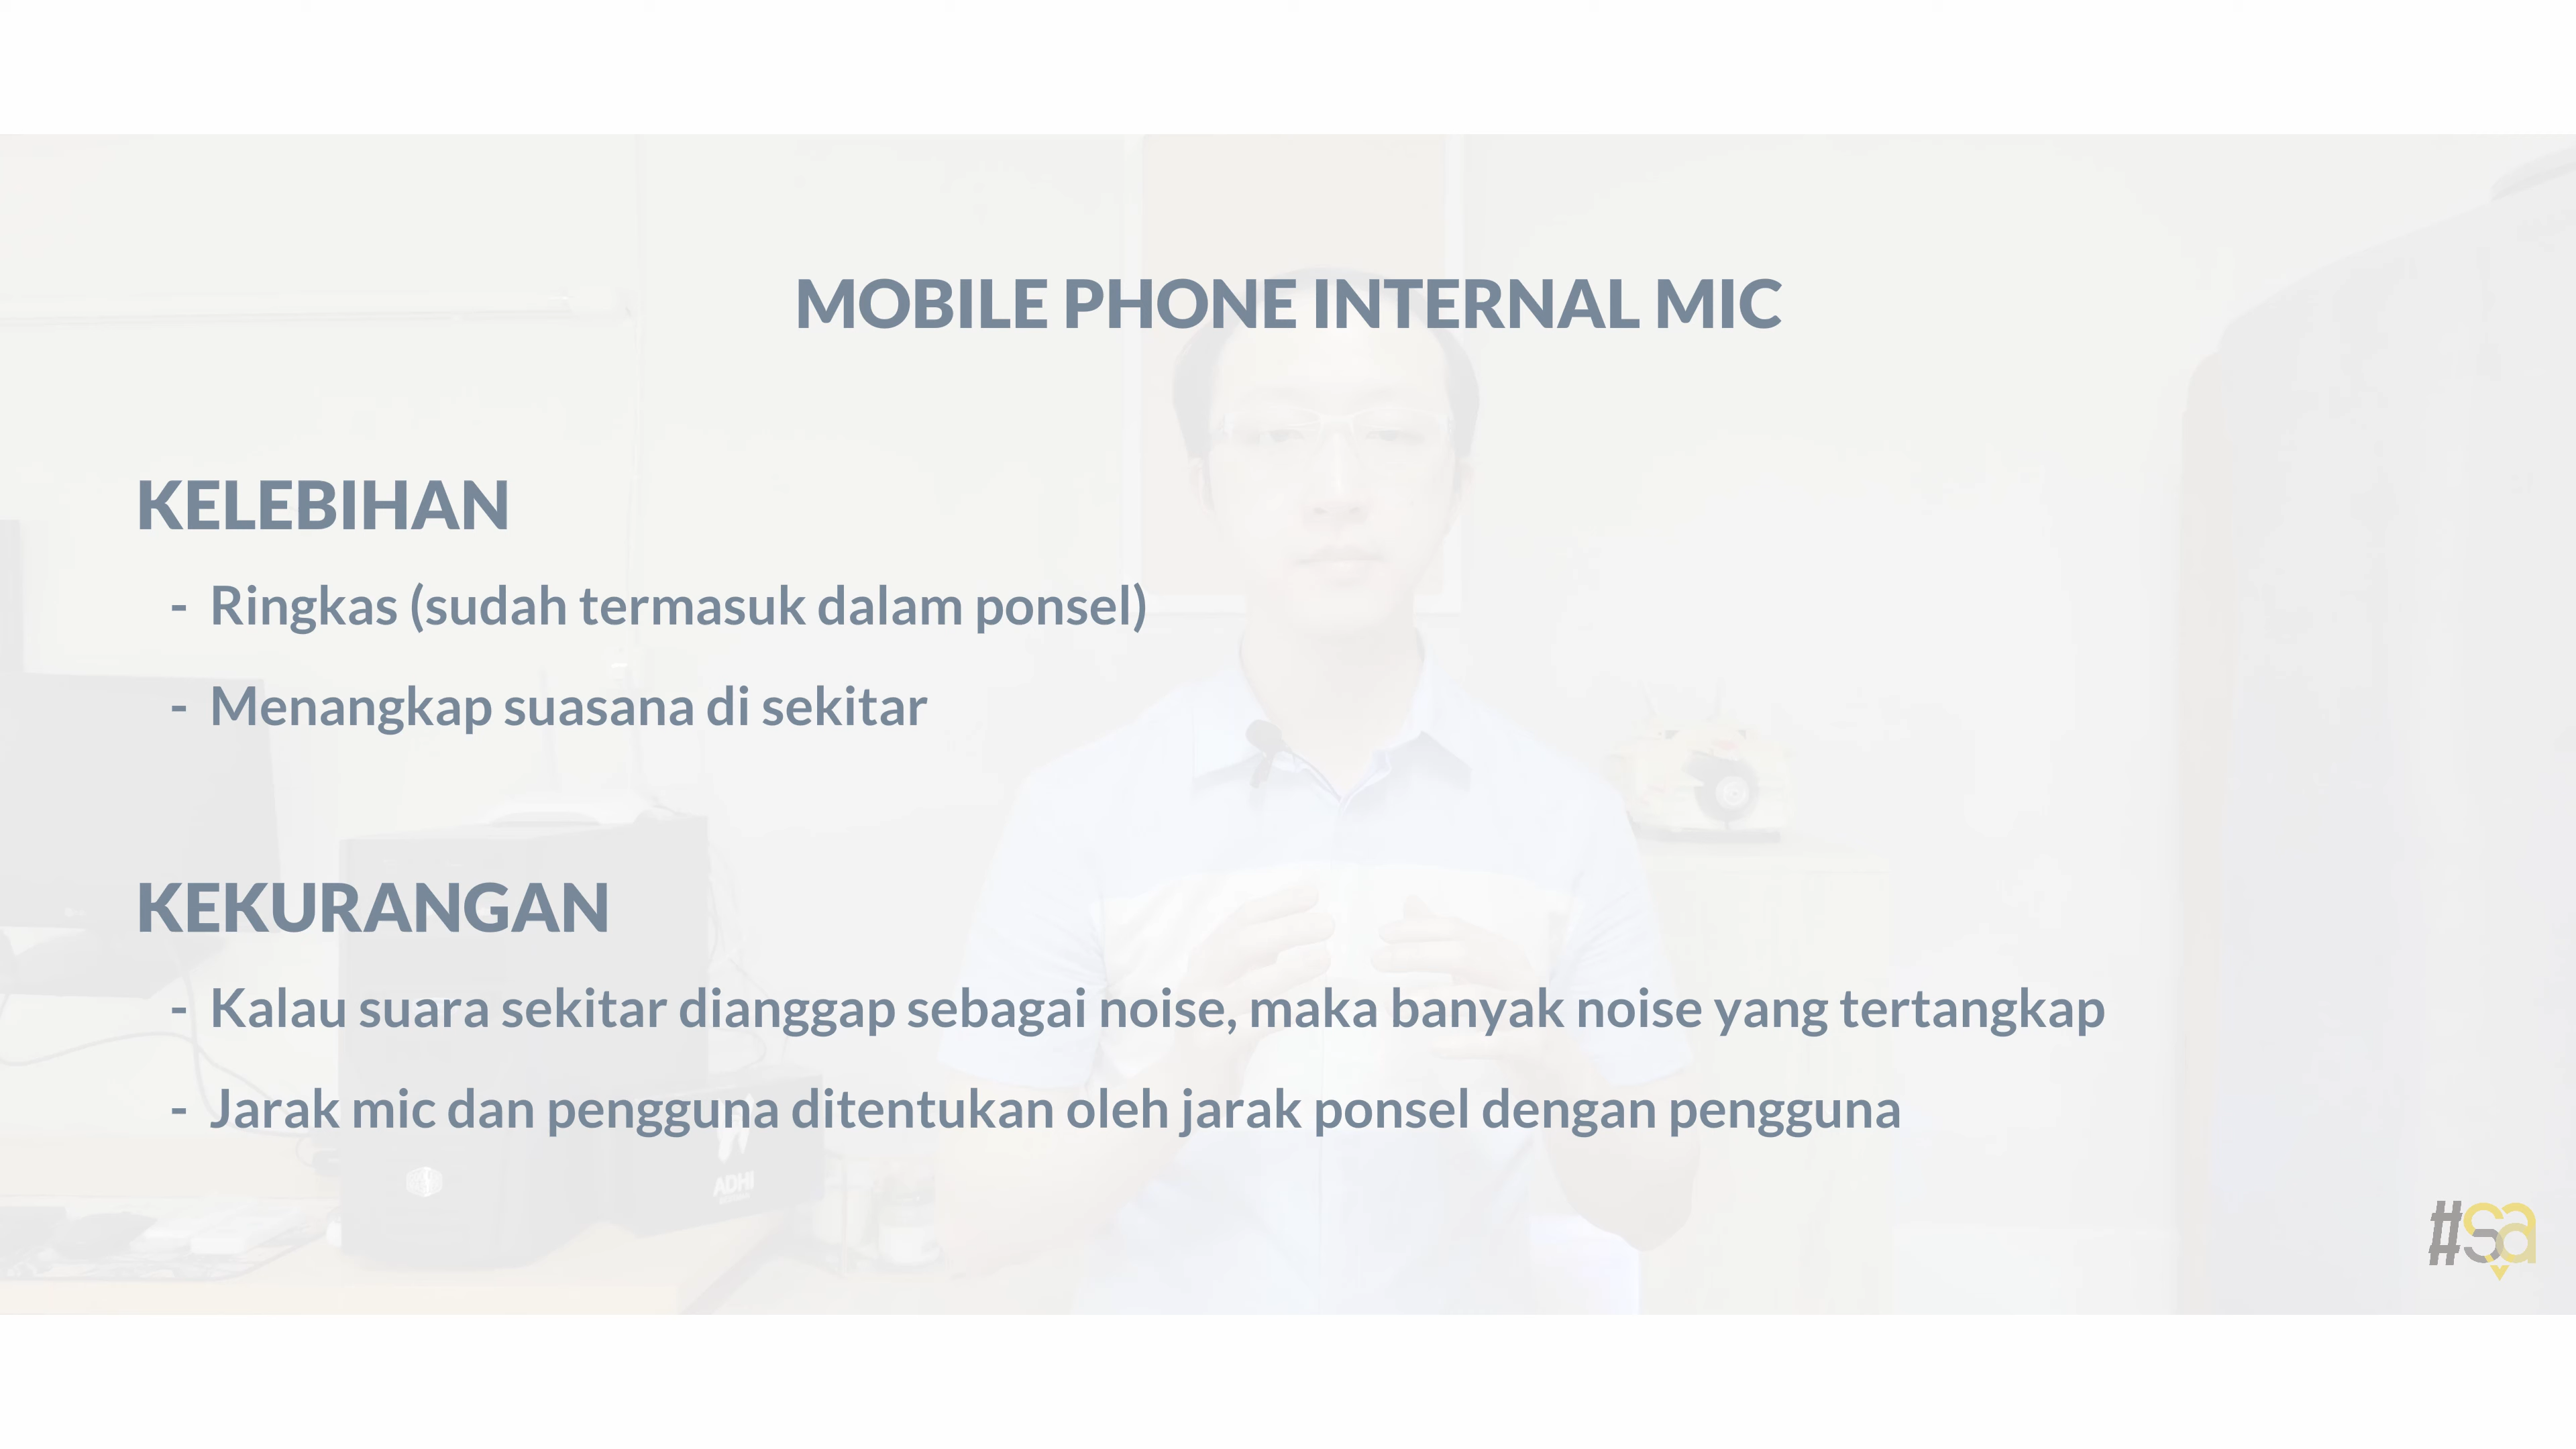 MOBILE PHONE INTERNAL MIC
KELEBIHAN
- Ringkas (sudah termasuk dalam ponsel)
- Menangkap suasana di sekitar
KEKURANGAN
- Kalau suara sekitar dianggap sebagai noise, maka banyak noise yang tertangkap
- Jarak mic dan pengguna ditentukan oleh jarak ponsel dengan pengguna
ADHI
#sa